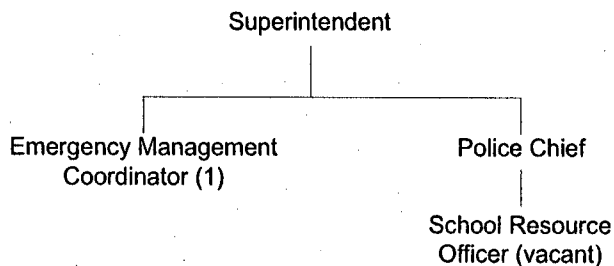 Superintendent
Emergency Management
Coordinator (1)
Police Chief
School Resource
Officer (vacant)